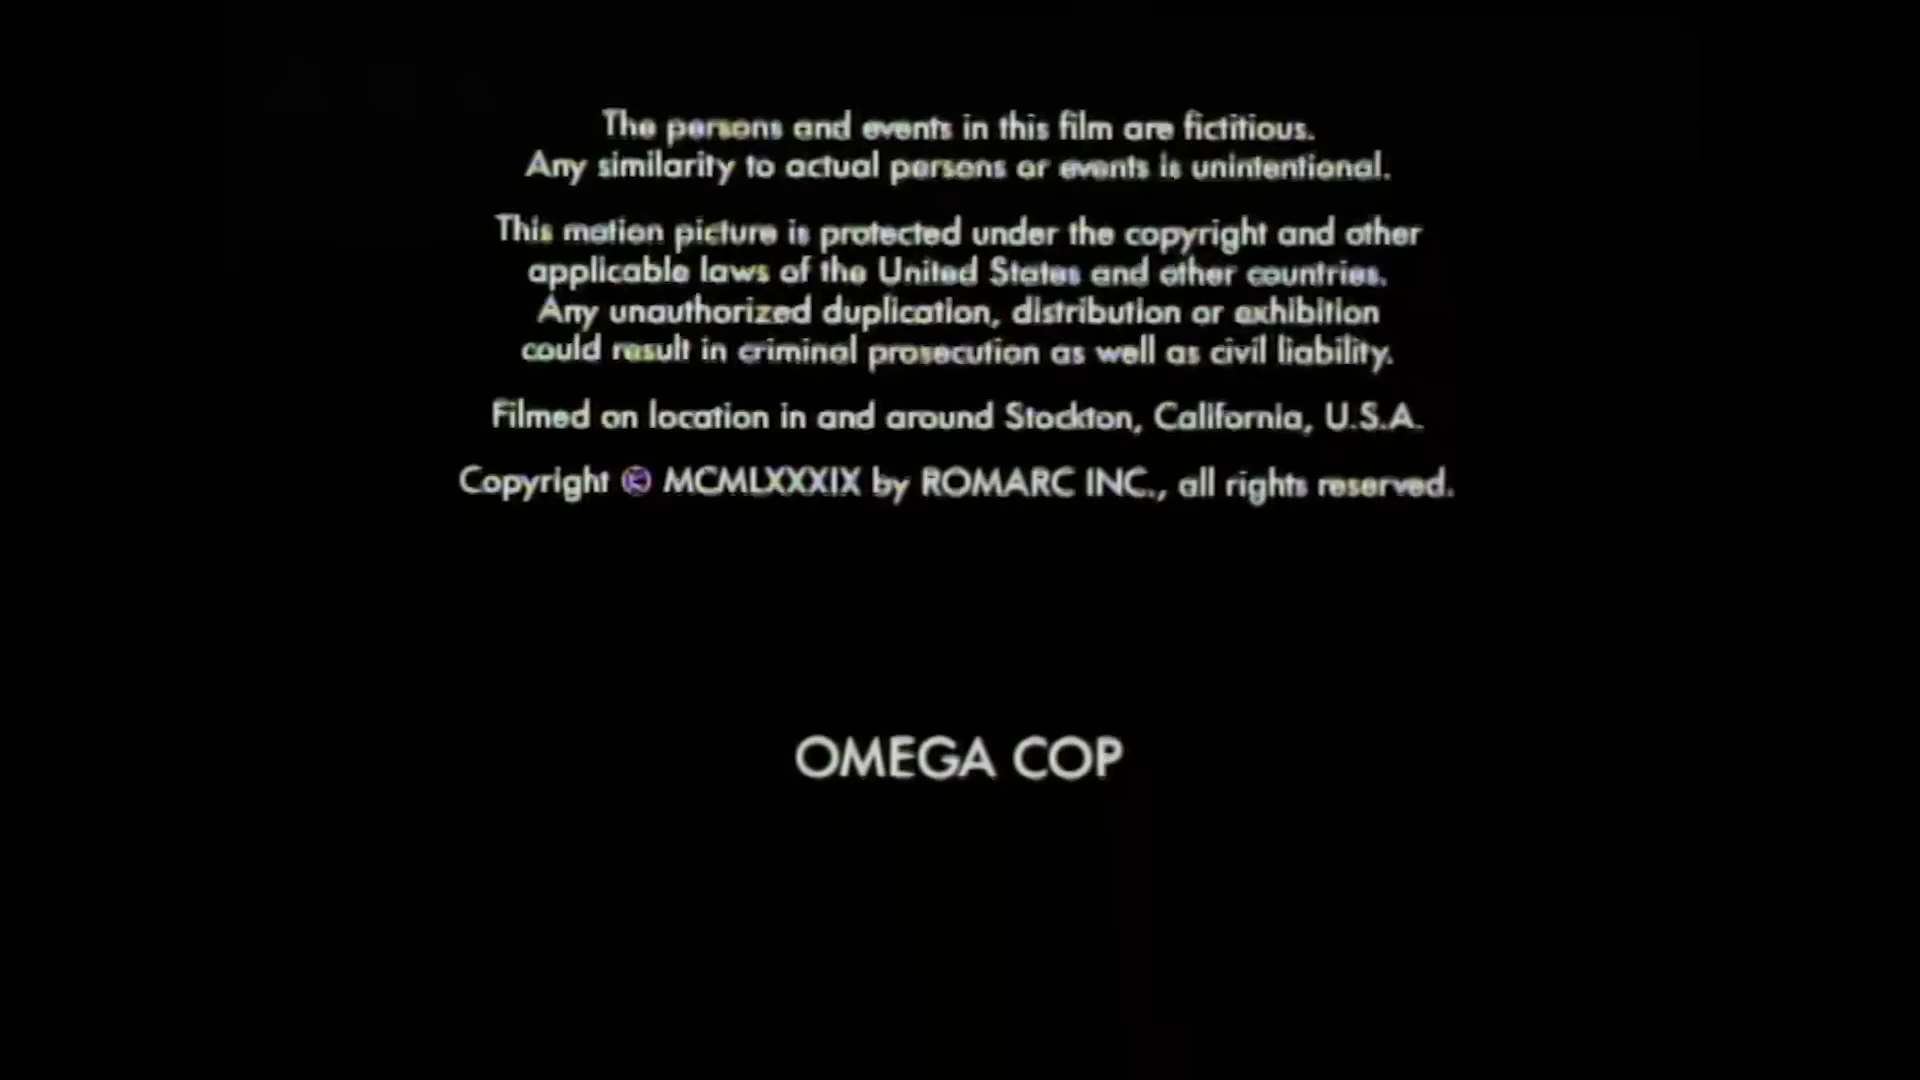 The persons and events in this film are fictitious.
Any similarity to actual persons or events is unintentional.
This motion picture is protected under the copyright and other
applicable laws of the United States and other countries.
Any unauthorized duplication, distribution or exhibition
could result in criminal prosecution as well as civil liability.
Filmed on location in and around Stockton, California, U.S.A.
Copyright © MCMLXXXIX by ROMARC INC., all rights reserved.
OMEGA COP